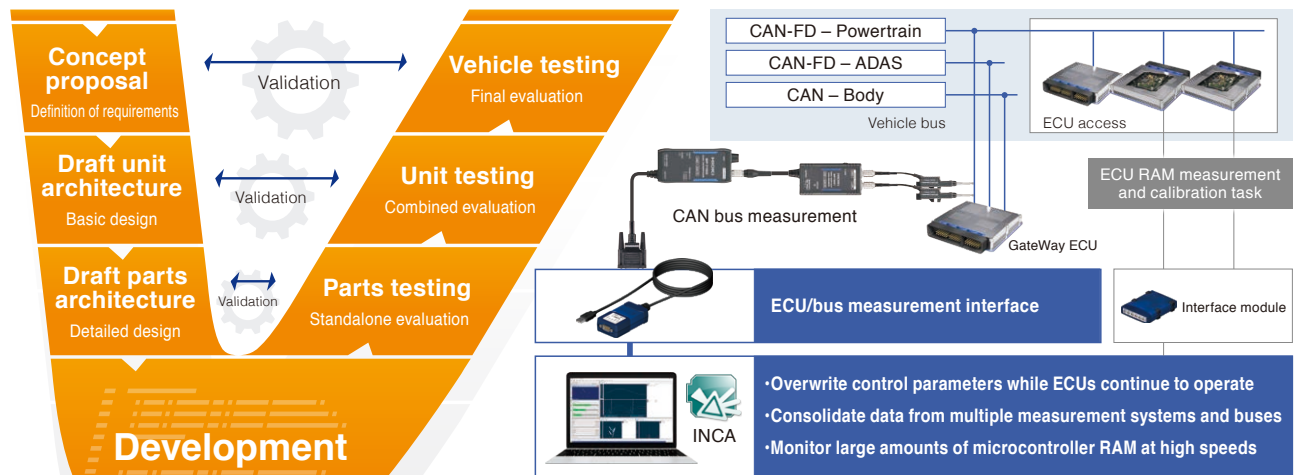 Concept
proposal
Definition of requirements
Validation
Vehicle testing
Final evaluation
Draft unit
architecture
Basic design
Validation
Unit testing
Combined evaluation
Draft parts
architecture
Detailed design
Validation
Parts testing
Standalone evaluation
Development
CAN-FD – Powertrain
CAN-FD – ADAS
CAN – Body
Vehicle bus
ECU access
CAN bus measurement
GateWay ECU
ECU RAM measurement
and calibration task
ECU/bus measurement interface
Interface module
INCA
•Overwrite control parameters while ECUs continue to operate
•Consolidate data from multiple measurement systems and buses
•Monitor large amounts of microcontroller RAM at high speeds